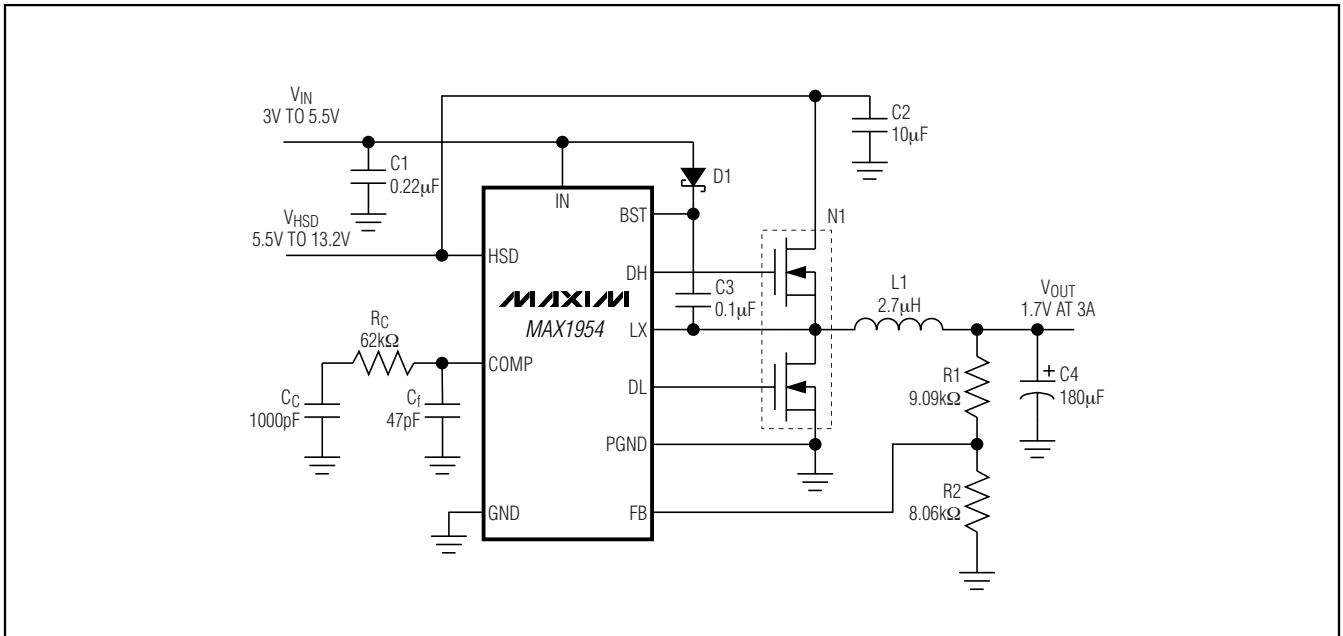 VIN
3V TO 5.5V
C1
0.22μF
C2
10μF
D1
IN
BST
N1
VHSD
5.5V TO 13.2V
HSD
DH
C3
0.1μF
MAXIM
MAX1954
LX
L1
2.7μH
VOUT
1.7V AT 3A
RC
62kΩ
COMP
CC
1000pF
Cf
47pF
DL
R1
9.09kΩ
C4
180μF
+
PGND
GND
FB
R2
8.06kΩ